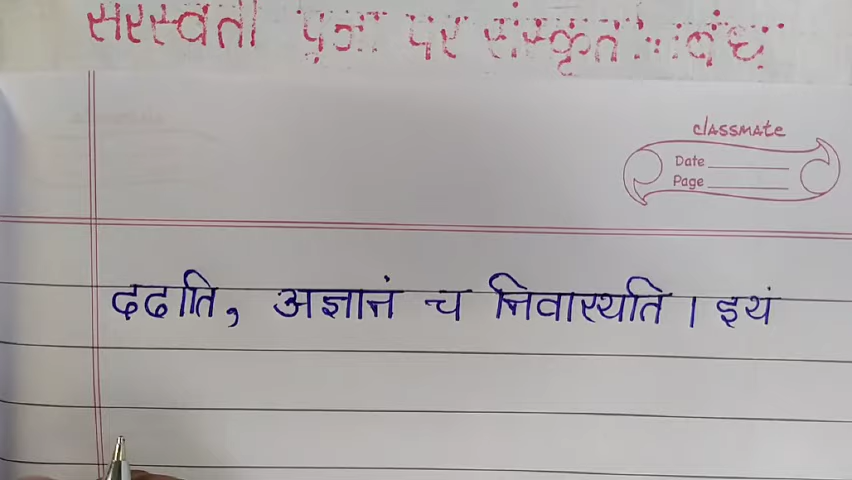 सरस्वती पूजा पर संस्कृत निबंध
classmate
Date
Page
ददाति, अज्ञानं च निवारयति । इयं